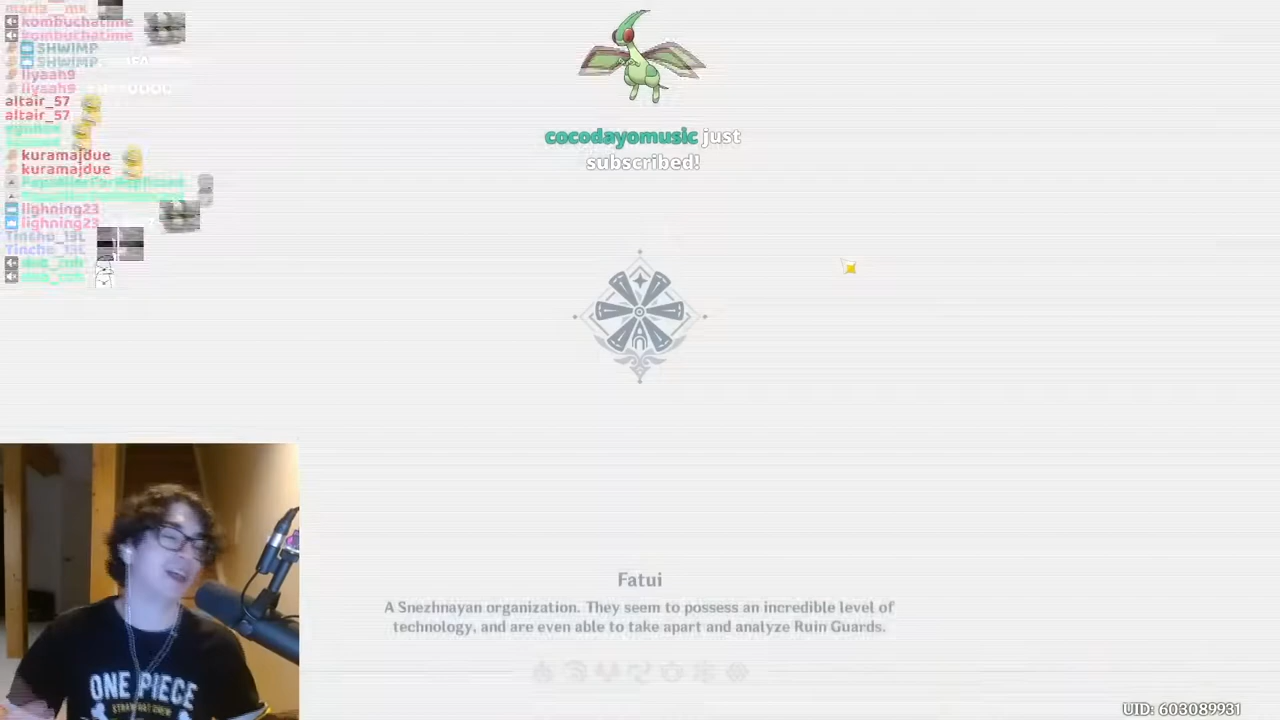 kombuchatime
kombuchatime
SHWIMP
SHWIMP
liyaah9
liyaah9
altair_57
altair_57
kuramajdue
kuramajdue
lighning23
lighning23
cocodayomusic just
subscribed!
ONE PIECE
Fatui
A Snezhnayan organization. They seem to possess an incredible level of
technology, and are even able to take apart and analyze Ruin Guards.
UID: 603089931